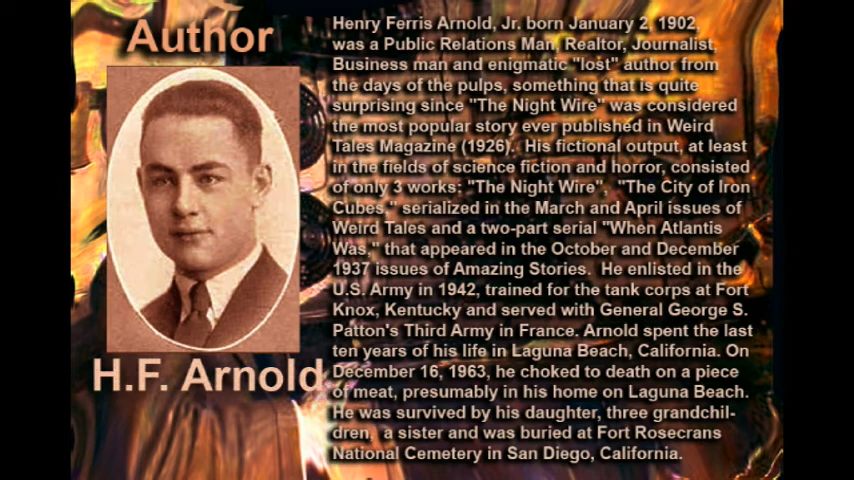 Author
H.F. Arnold
Henry Ferris Arnold, Jr. born January 2, 1902,
was a Public Relations Man, Realtor, Journalist,
Business man and enigmatic "lost" author from
the days of the pulps, something that is quite
surprising since "The Night Wire" was considered
the most popular story ever published in Weird
Tales Magazine (1926).  His fictional output, at least
in the fields of science fiction and horror, consisted
of only 3 works: "The Night Wire",  "The City of Iron
Cubes," serialized in the March and April issues of
Weird Tales and a two-part serial "When Atlantis
Was," that appeared in the October and December
1937 issues of Amazing Stories.  He enlisted in the
U.S. Army in 1942, trained for the tank corps at Fort
Knox, Kentucky and served with General George S.
Patton's Third Army in France. Arnold spent the last
ten years of his life in Laguna Beach, California. On
December 16, 1963, he choked to death on a piece
of meat, presumably in his home on Laguna Beach.
He was survived by his daughter, three grandchil-
dren,  a sister and was buried at Fort Rosecrans
National Cemetery in San Diego, California.